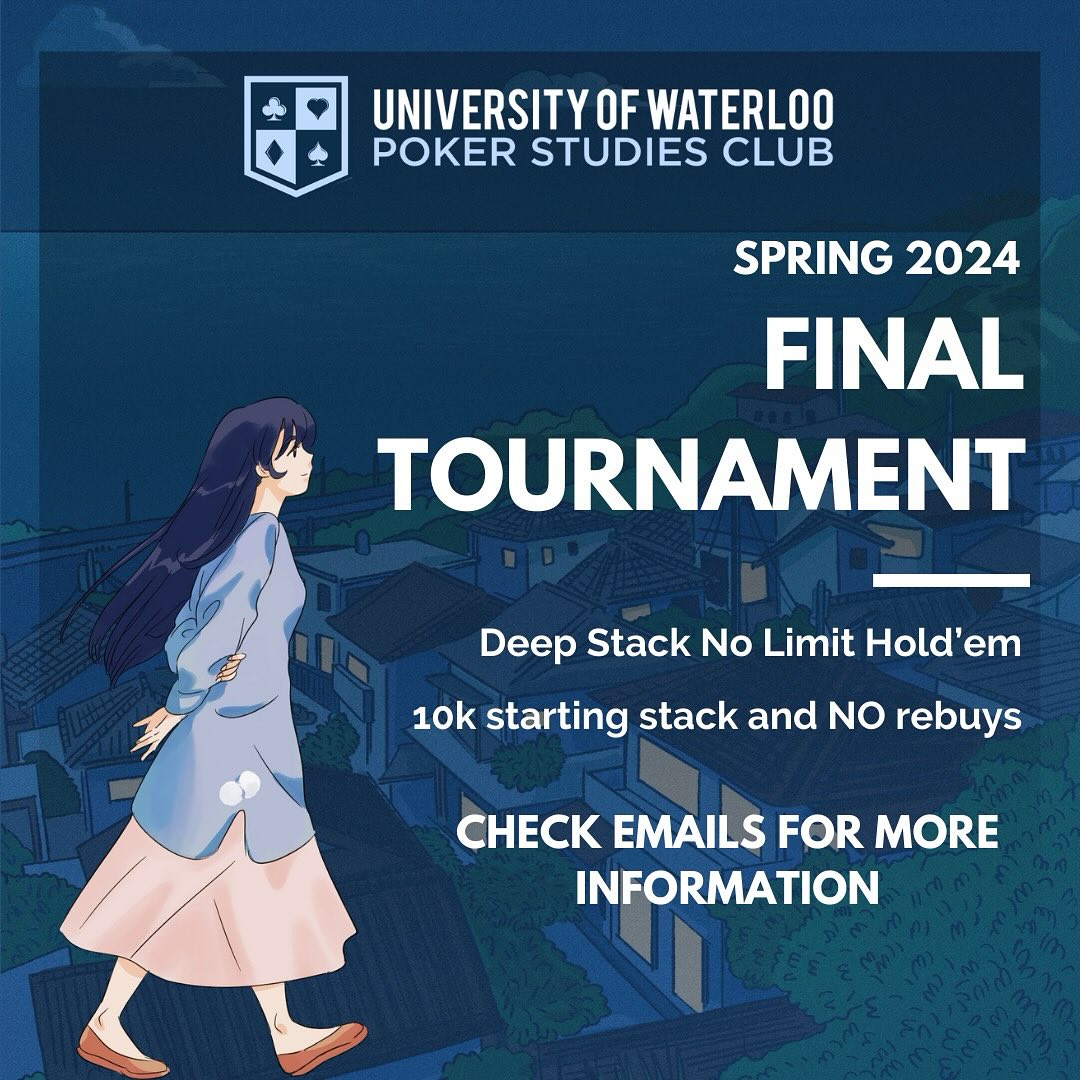 UNIVERSITY OF WATERLOO
POKER STUDIES CLUB
SPRING 2024
FINAL
TOURNAMENT
Deep Stack No Limit Hold’em
10k starting stack and NO rebuys
CHECK EMAILS FOR MORE
INFORMATION